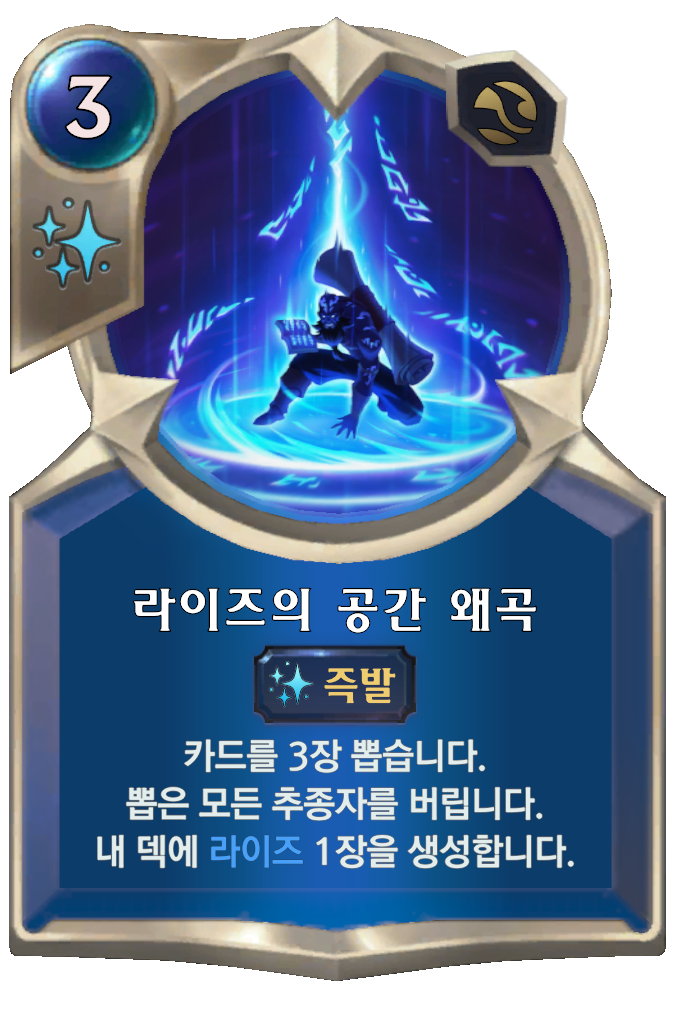 3
라이즈의 공간 왜곡
즉발
카드를 3장 뽑습니다.
뽑은 모든 추종자를 버립니다.
내 덱에 라이즈 1장을 생성합니다.